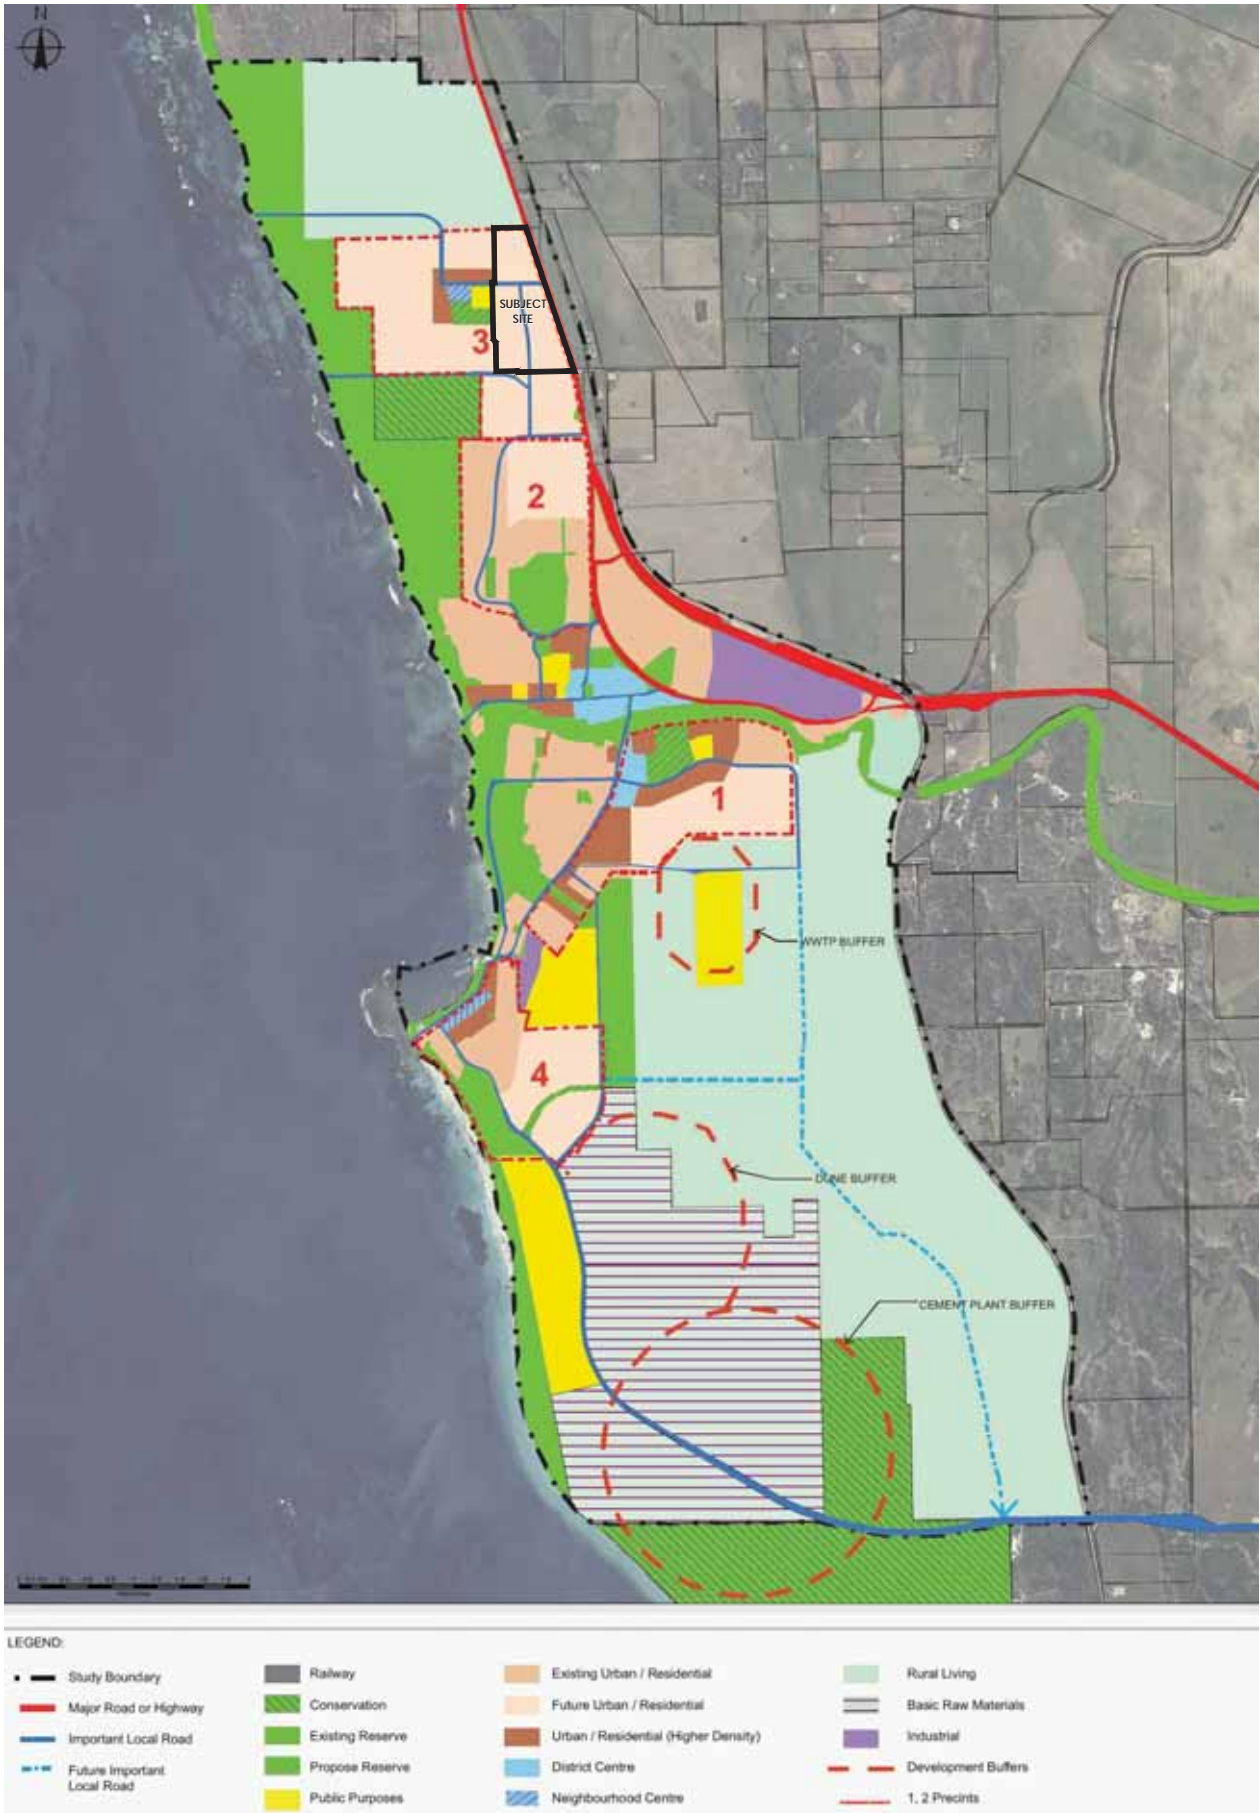 N
SUBJECT
SITE
3
2
1
WWTP BUFFER
4
DUNE BUFFER
CEMENT PLANT BUFFER
LEGEND:
Study Boundary
Major Road or Highway
Important Local Road
Future Important
Local Road
Railway
Conservation
Existing Reserve
Propose Reserve
Public Purposes
Existing Urban / Residential
Future Urban / Residential
Urban / Residential (Higher Density)
District Centre
Neighbourhood Centre
Rural Living
Basic Raw Materials
Industrial
Development Buffers
1, 2 Precints